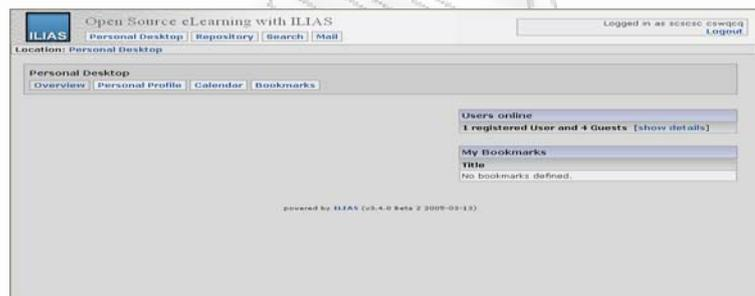 Open Source eLearning with ILIAS
ILIAS
Personal Desktop Repository Search Mail
Logged in as scscsc cswqcq
Logout
Location: Personal Desktop
Personal Desktop
Overview Personal Profile Calendar Bookmarks
Users online
1 registered User and 4 Guests [show details]
My Bookmarks
Title
No bookmarks defined.
powered by ILIAS (v3.4.0 Beta 2 2005-03-13)